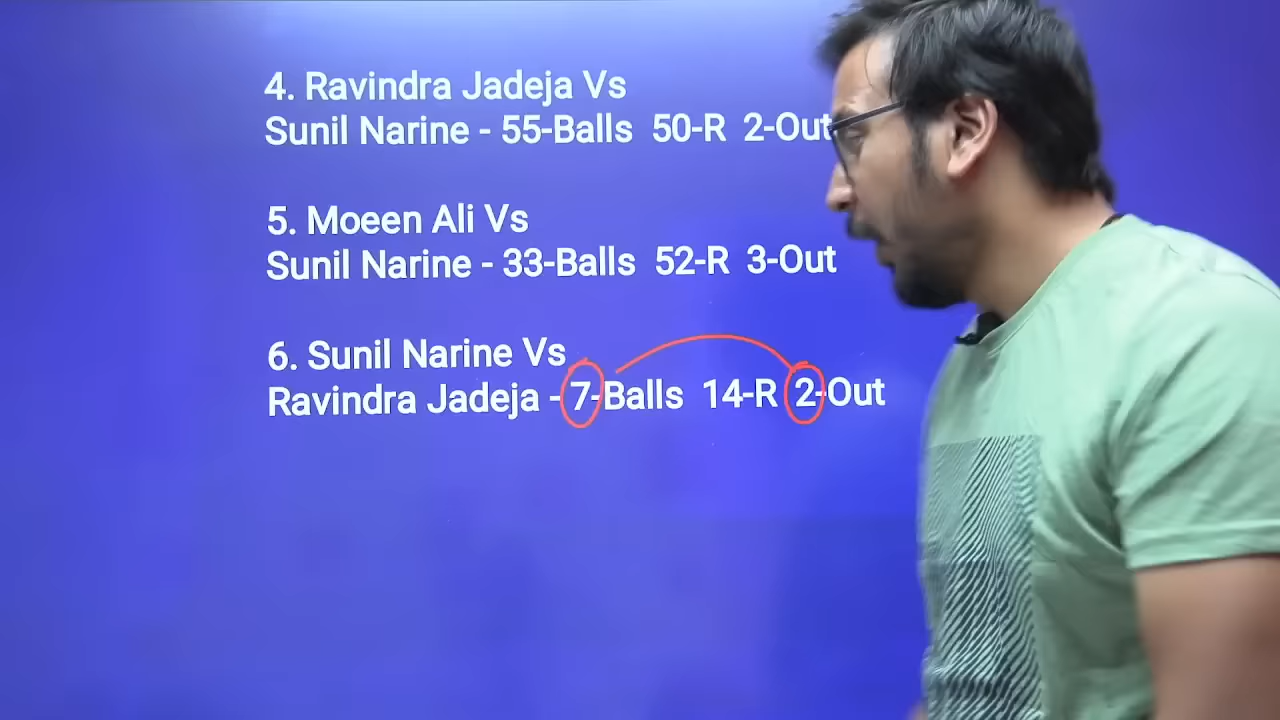 4. Ravindra Jadeja Vs
Sunil Narine - 55-Balls 50-R 2-Out
5. Moeen Ali Vs
Sunil Narine - 33-Balls 52-R 3-Out
6. Sunil Narine Vs
Ravindra Jadeja - 7-Balls 14-R 2-Out